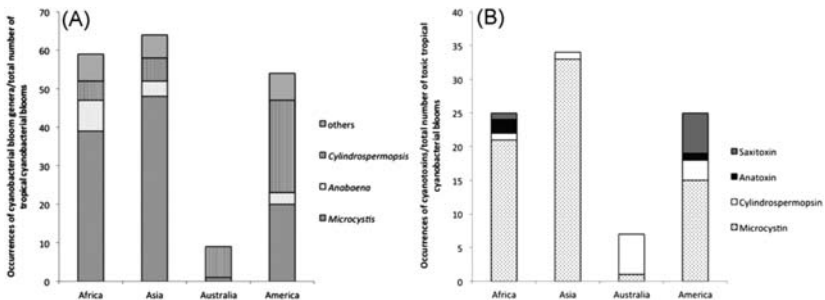 (A)
Occurrences of cyanobacterial bloom genera/total number of
tropical cyanobacterial blooms
70
60
50
40
30
20
10
0
Africa
Asia
Australia
America
others
Cylindrospermopsis
Anabaena
Microcystis
(B)
Occurrences of cyanotoxins/total number of toxic tropical
cyanobacterial blooms
40
35
30
25
20
15
10
5
0
Africa
Asia
Australia
America
Saxitoxin
Anatoxin
Cylindrospermopsin
Microcystin